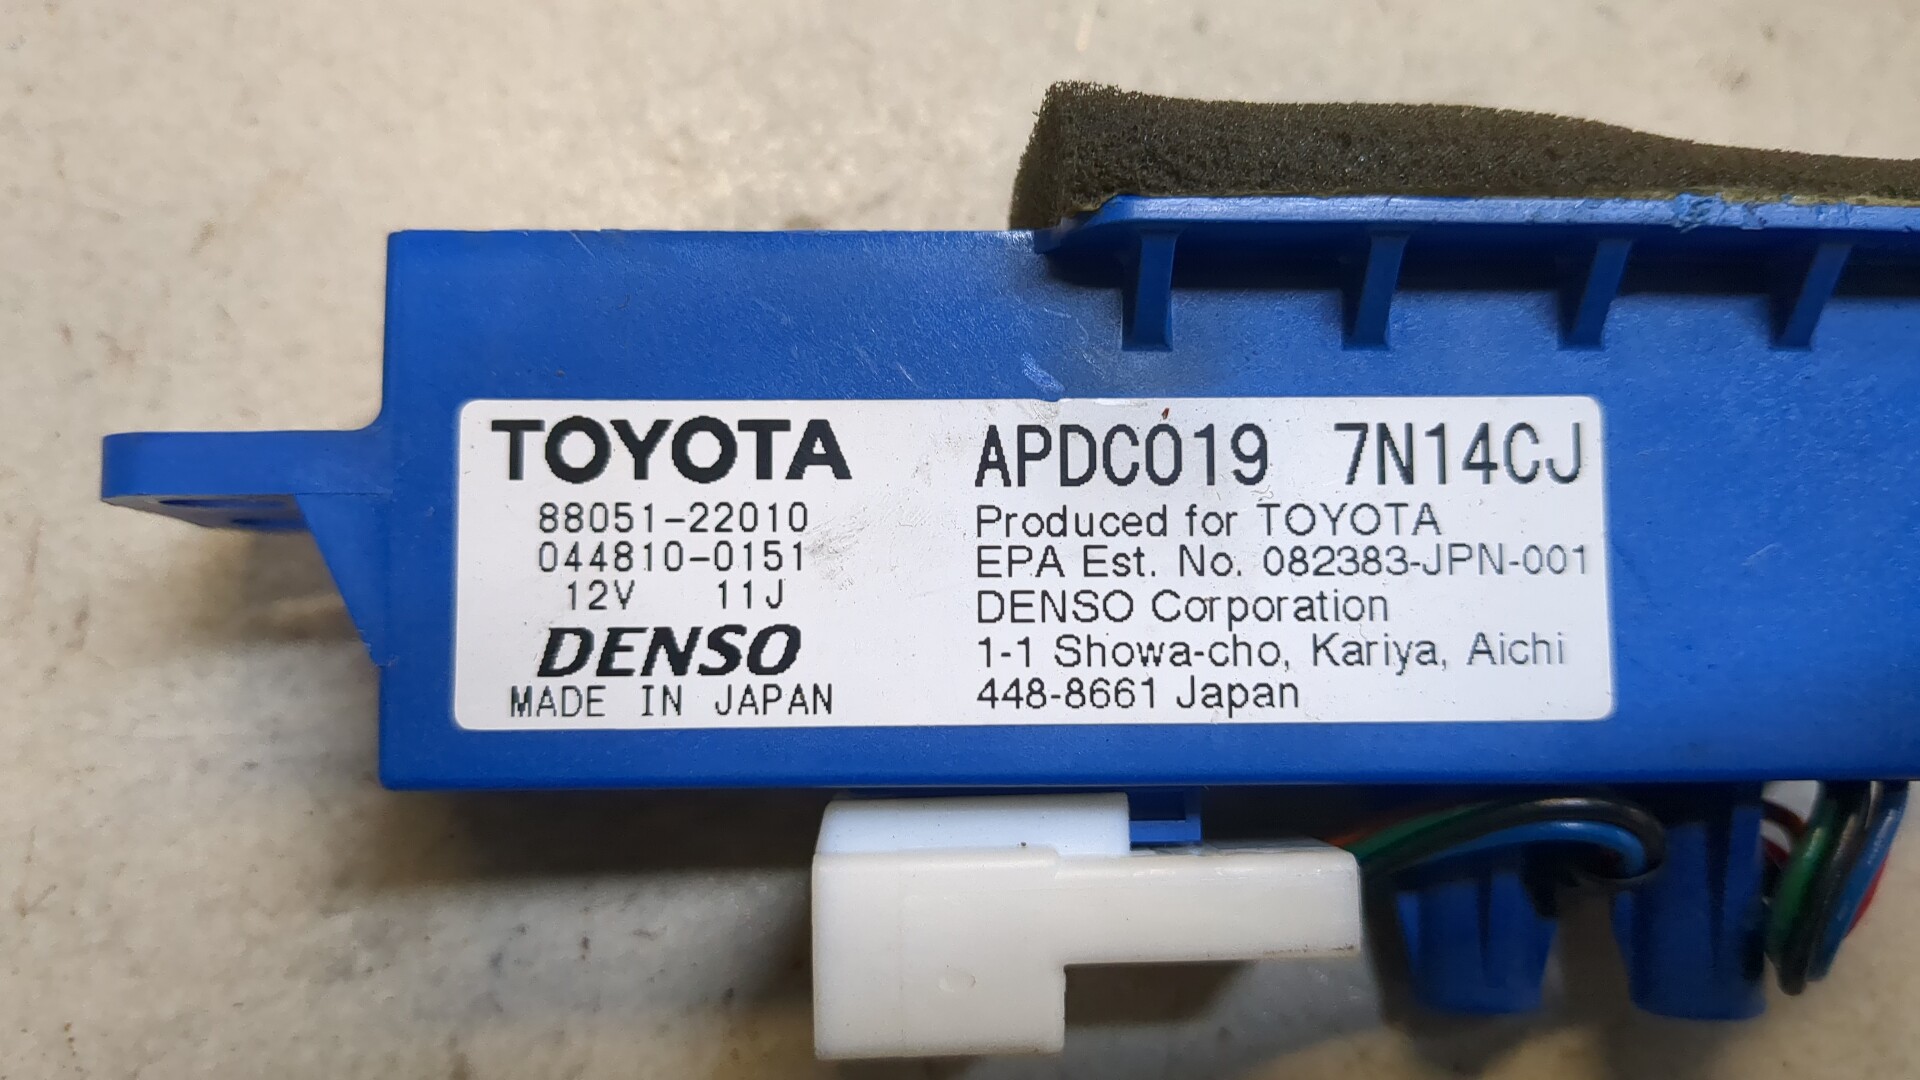 TOYOTA
88051-22010
044810-0151
12V 11J
DENSO
MADE IN JAPAN
APDC019 7N14CJ
Produced for TOYOTA
EPA Est. No. 082383-JPN-001
DENSO Corporation
1-1 Showa-cho, Kariya, Aichi
448-8661 Japan